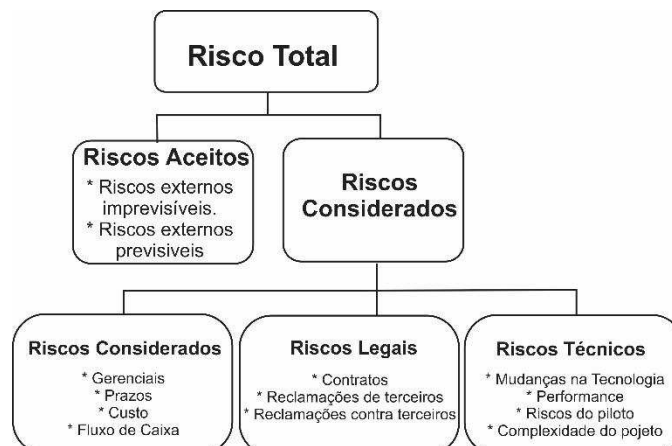 Risco Total
Riscos Aceitos
* Riscos externos
imprevisíveis.
* Riscos externos
previsiveis
Riscos
Considerados
Riscos Considerados
* Gerenciais
* Prazos
* Custo
* Fluxo de Caixa
Riscos Legais
* Contratos
* Reclamações de terceiros
* Reclamações contra terceiros
Riscos Técnicos
* Mudanças na Tecnologia
* Performance
* Riscos do piloto
* Complexidade do pojeto